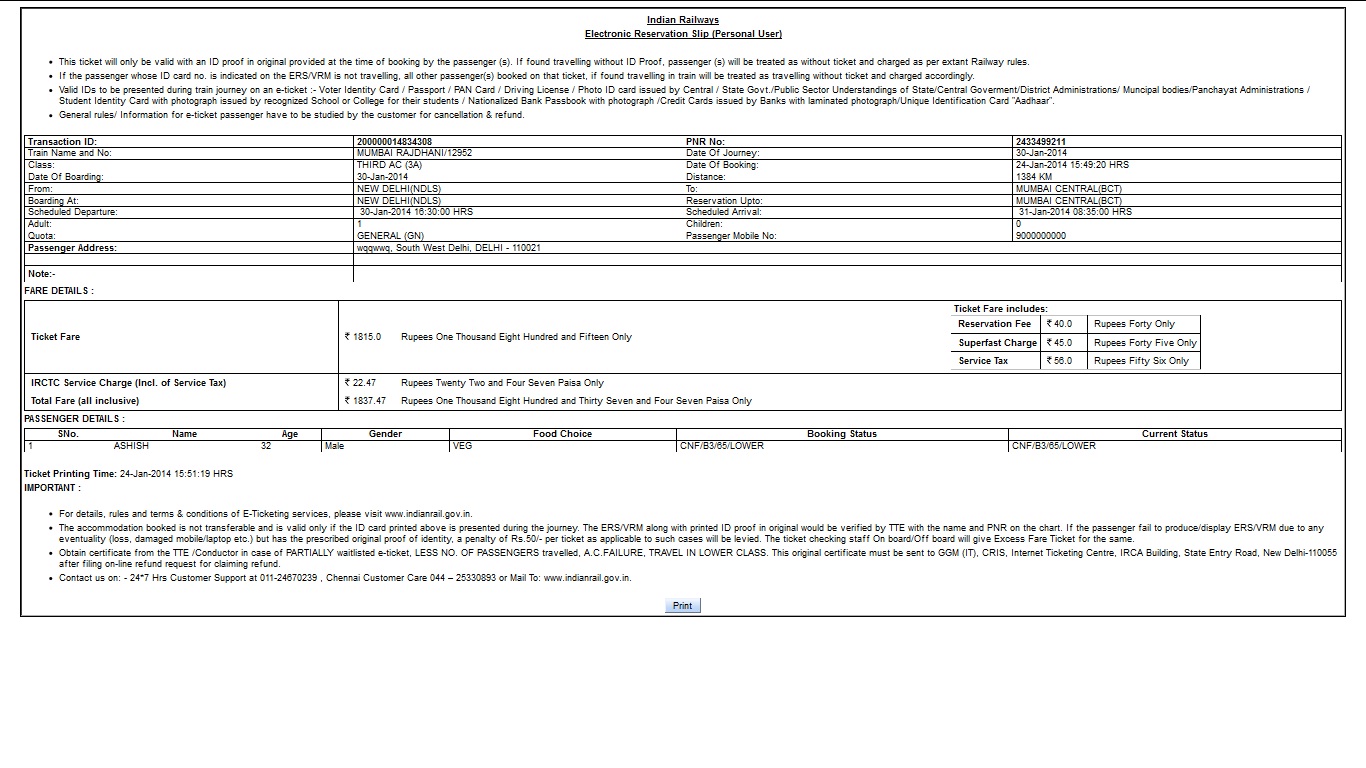 Indian Railways
Electronic Reservation Slip (Personal User)
• This ticket will only be valid with an ID proof in original provided at the time of booking by the passenger (s). If found travelling without ID Proof, passenger (s) will be treated as without ticket and charged as per extant Railway rules.
• If the passenger whose ID card no. is indicated on the ERS/VRM is not travelling, all other passenger(s) booked on that ticket, if found travelling in train will be treated as travelling without ticket and charged accordingly.
• Valid IDs to be presented during train journey on an e-ticket :- Voter Identity Card / Passport / PAN Card / Driving License / Photo ID card issued by Central / State Govt./Public Sector Understandings of State/Central Goverment/District Administrations/ Muncipal bodies/Panchayat Administrations /
Student Identity Card with photograph issued by recognized School or College for their students / Nationalized Bank Passbook with photograph /Credit Cards issued by Banks with laminated photograph/Unique Identification Card "Aadhaar".
• General rules/ Information for e-ticket passenger have to be studied by the customer for cancellation & refund.
Transaction ID: 200000014834308 PNR No: 2433499211
Train Name and No: MUMBAI RAJDHANI/12952 Date Of Journey: 30-Jan-2014
Class: THIRD AC (3A) Date Of Booking: 24-Jan-2014 15:49:20 HRS
Date Of Boarding: 30-Jan-2014 Distance: 1384 KM
From: NEW DELHI(NDLS) To: MUMBAI CENTRAL(BCT)
Boarding At: NEW DELHI(NDLS) Reservation Upto: MUMBAI CENTRAL(BCT)
Scheduled Departure: 30-Jan-2014 16:30:00 HRS Scheduled Arrival: 31-Jan-2014 08:35:00 HRS
Adult: 1 Children: 0
Quota: GENERAL (GN) Passenger Mobile No: 9000000000
Passenger Address: wqqwwq, South West Delhi, DELHI - 110021
Note:-
FARE DETAILS :
Ticket Fare ₹ 1815.0 Rupees One Thousand Eight Hundred and Fifteen Only
Ticket Fare includes:
Reservation Fee ₹ 40.0 Rupees Forty Only
Superfast Charge ₹ 45.0 Rupees Forty Five Only
Service Tax ₹ 56.0 Rupees Fifty Six Only
IRCTC Service Charge (Incl. of Service Tax) ₹ 22.47 Rupees Twenty Two and Four Seven Paisa Only
Total Fare (all inclusive) ₹ 1837.47 Rupees One Thousand Eight Hundred and Thirty Seven and Four Seven Paisa Only
PASSENGER DETAILS :
SNo. Name Age Gender Food Choice Booking Status Current Status
1 ASHISH 32 Male VEG CNF/B3/65/LOWER CNF/B3/65/LOWER
Ticket Printing Time: 24-Jan-2014 15:51:19 HRS
IMPORTANT :
• For details, rules and terms & conditions of E-Ticketing services, please visit www.indianrail.gov.in.
• The accommodation booked is not transferable and is valid only if the ID card printed above is presented during the journey. The ERS/VRM along with printed ID proof in original would be verified by TTE with the name and PNR on the chart. If the passenger fail to produce/display ERS/VRM due to any
eventuality (loss, damaged mobile/laptop etc.) but has the prescribed original proof of identity, a penalty of Rs.50/- per ticket as applicable to such cases will be levied. The ticket checking staff On board/Off board will give Excess Fare Ticket for the same.
• Obtain certificate from the TTE /Conductor in case of PARTIALLY waitlisted e-ticket, LESS NO. OF PASSENGERS travelled, A.C.FAILURE, TRAVEL IN LOWER CLASS. This original certificate must be sent to GGM (IT), CRIS, Internet Ticketing Centre, IRCA Building, State Entry Road, New Delhi-110055
after filing on-line refund request for claiming refund.
• Contact us on: - 24*7 Hrs Customer Support at 011-24670239 , Chennai Customer Care 044 – 25330893 or Mail To: www.indianrail.gov.in.
Print